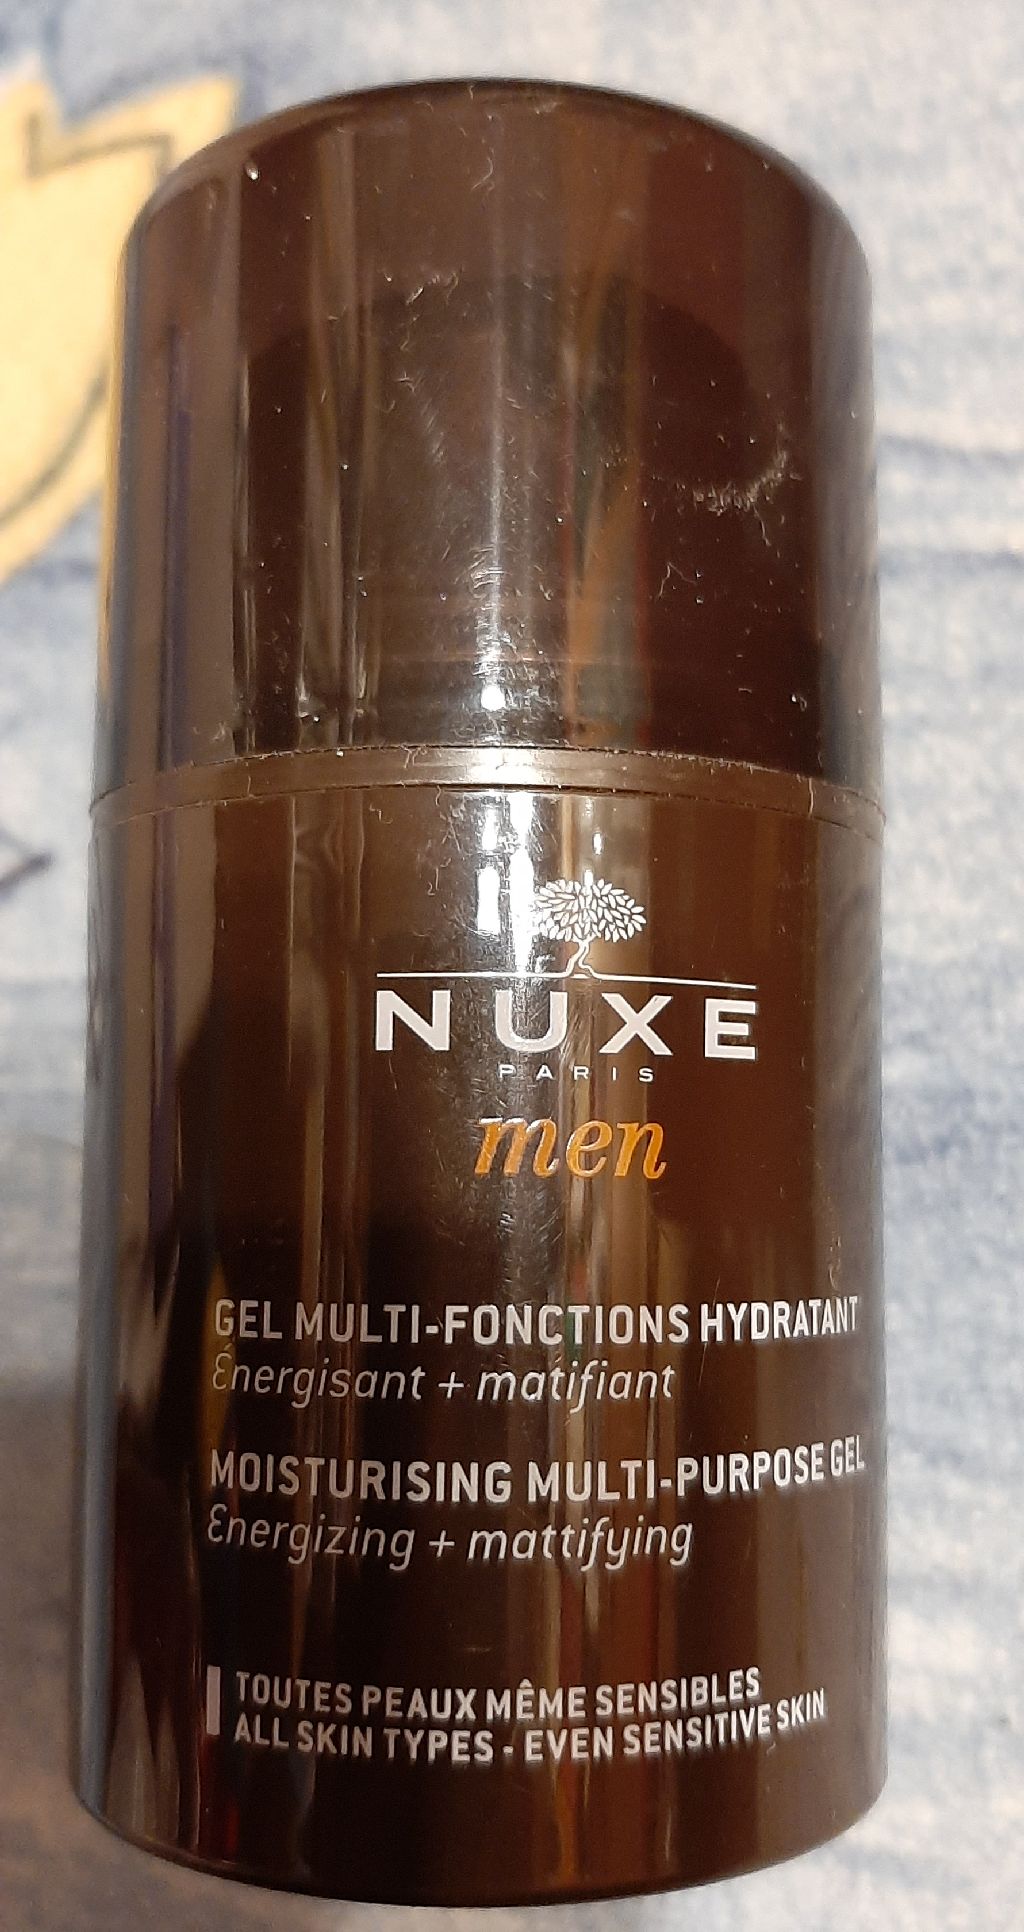 NUXE
PARIS
men
GEL MULTI-FONCTIONS HYDRATANT
Énergisant + matifiant
MOISTURISING MULTI-PURPOSE GEL
Energizing + mattifying
TOUTES PEAUX MÊME SENSIBLES
ALL SKIN TYPES - EVEN SENSITIVE SKIN